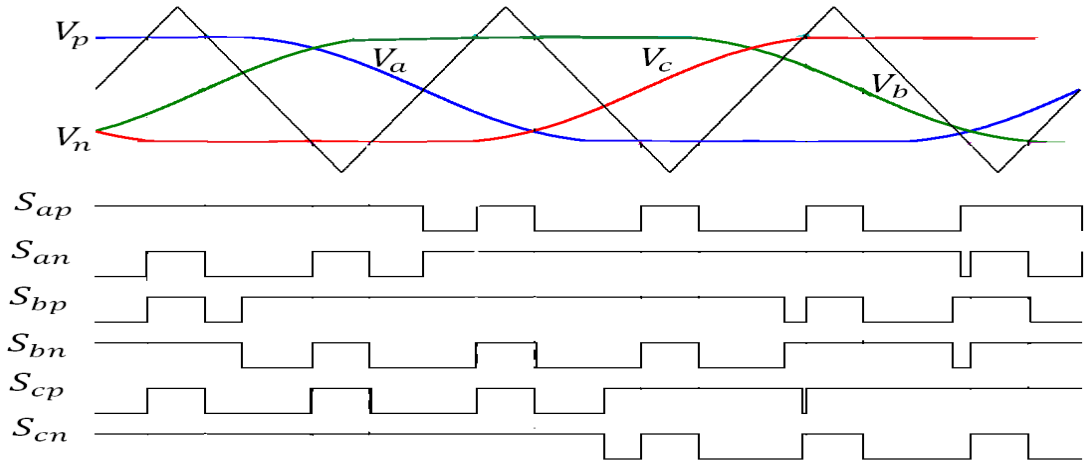 V_p
V_a
V_c
V_b
V_n
S_ap
S_an
S_bp
S_bn
S_cp
S_cn